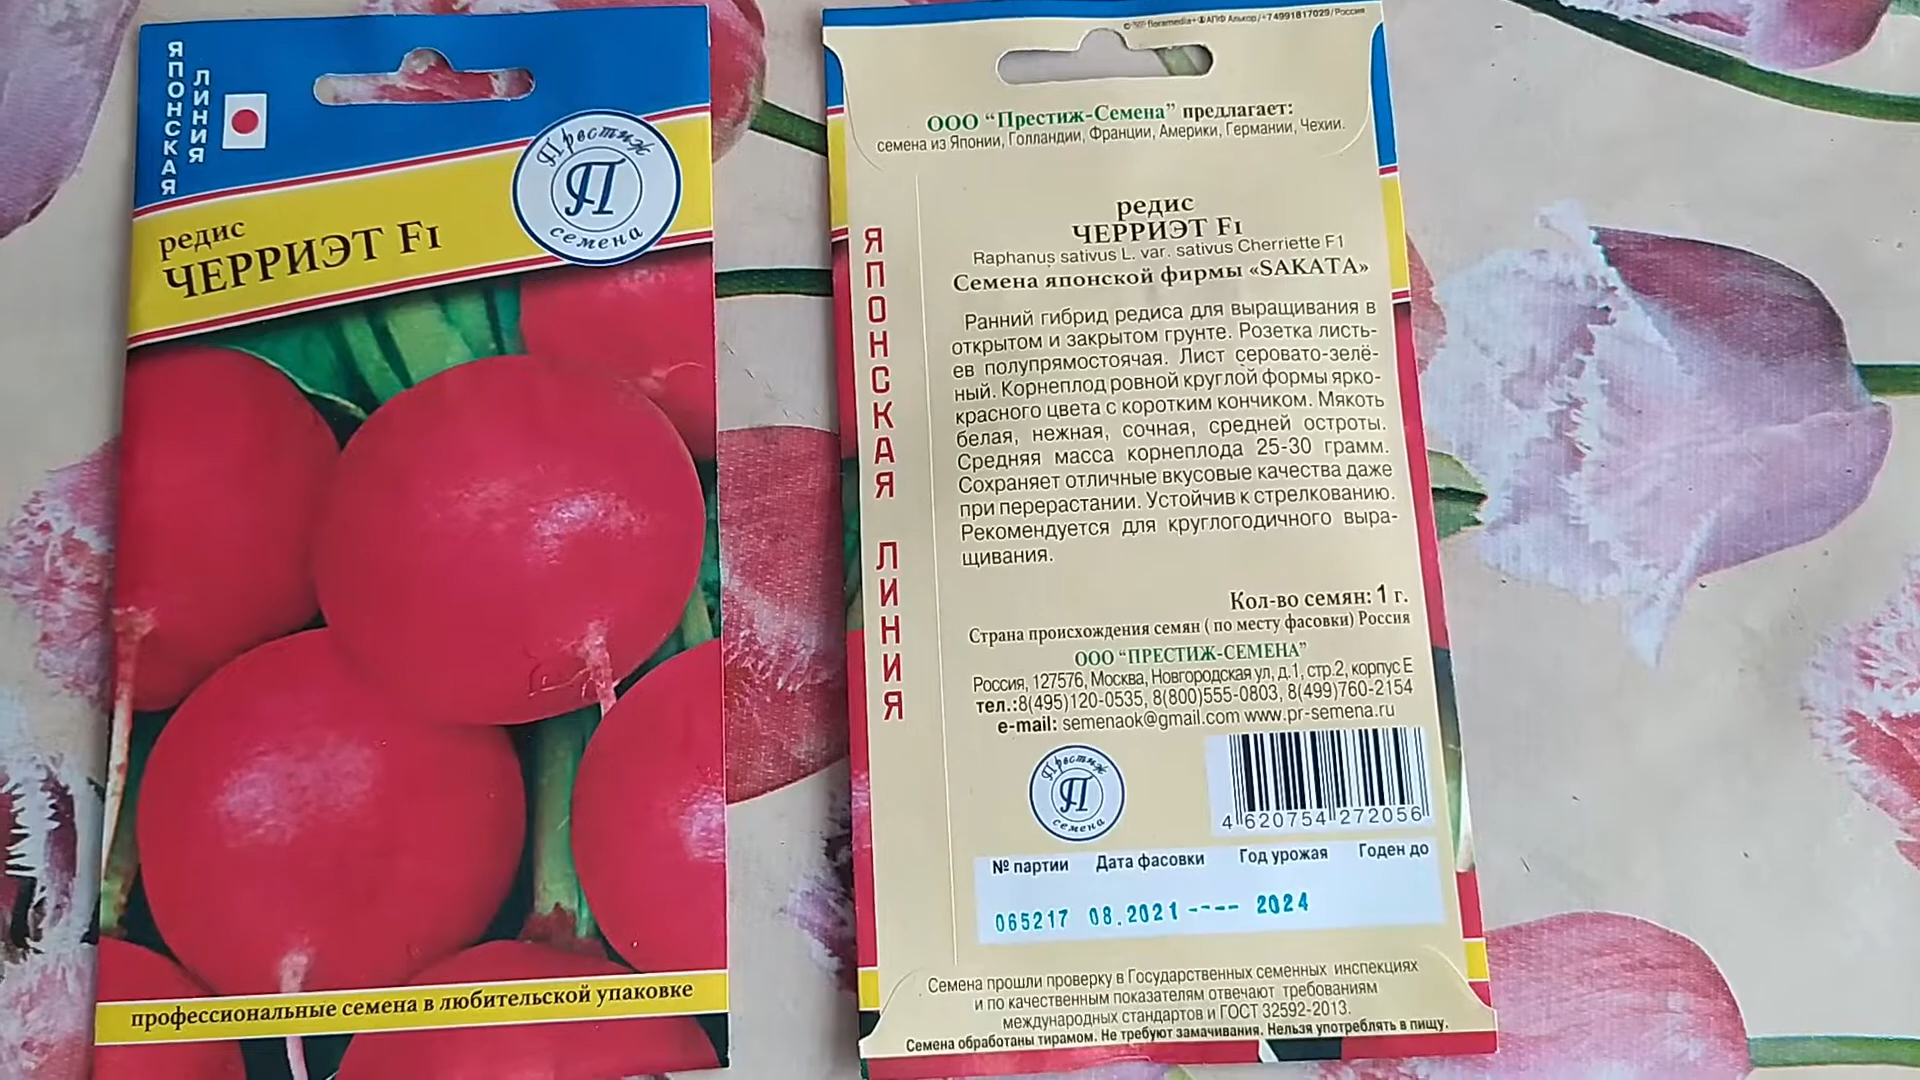 ЯПОНСКАЯ
ЛИНИЯ
Престиж
П
семена
редис
ЧЕРРИЭТ F1
профессиональные семена в любительской упаковке
floramedia+ АПФ Алькор/+74991817029/Россия
ООО “Престиж-Семена” предлагает:
семена из Японии, Голландии, Франции, Америки, Германии, Чехии.
ЯПОНСКАЯ ЛИНИЯ
редис
ЧЕРРИЭТ F1
Raphanus sativus L. var. sativus Cherriette F1
Семена японской фирмы «SAKATA»
Ранний гибрид редиса для выращивания в
открытом и закрытом грунте. Розетка листь-
ев полупрямостоячая. Лист серовато-зелё-
ный. Корнеплод ровной круглой формы ярко-
красного цвета с коротким кончиком. Мякоть
белая, нежная, сочная, средней остроты.
Средняя масса корнеплода 25-30 грамм.
Сохраняет отличные вкусовые качества даже
при перерастании. Устойчив к стрелкованию.
Рекомендуется для круглогодичного выра-
щивания.
Кол-во семян: 1 г.
Страна происхождения семян ( по месту фасовки) Россия
ООО “ПРЕСТИЖ-СЕМЕНА”
Россия, 127576, Москва, Новгородская ул, д.1, стр.2, корпус Е
тел.:8(495)120-0535, 8(800)555-0803, 8(499)760-2154
e-mail: semenaok@gmail.com www.pr-semena.ru
Престиж
П
семена
4 620754 272056
№ партии Дата фасовки Год урожая Годен до
065217 08.2021 ---- 2024
Семена прошли проверку в Государственных семенных инспекциях
и по качественным показателям отвечают требованиям
международных стандартов и ГОСТ 32592-2013.
Семена обработаны тирамом. Не требуют замачивания. Нельзя употреблять в пищу.